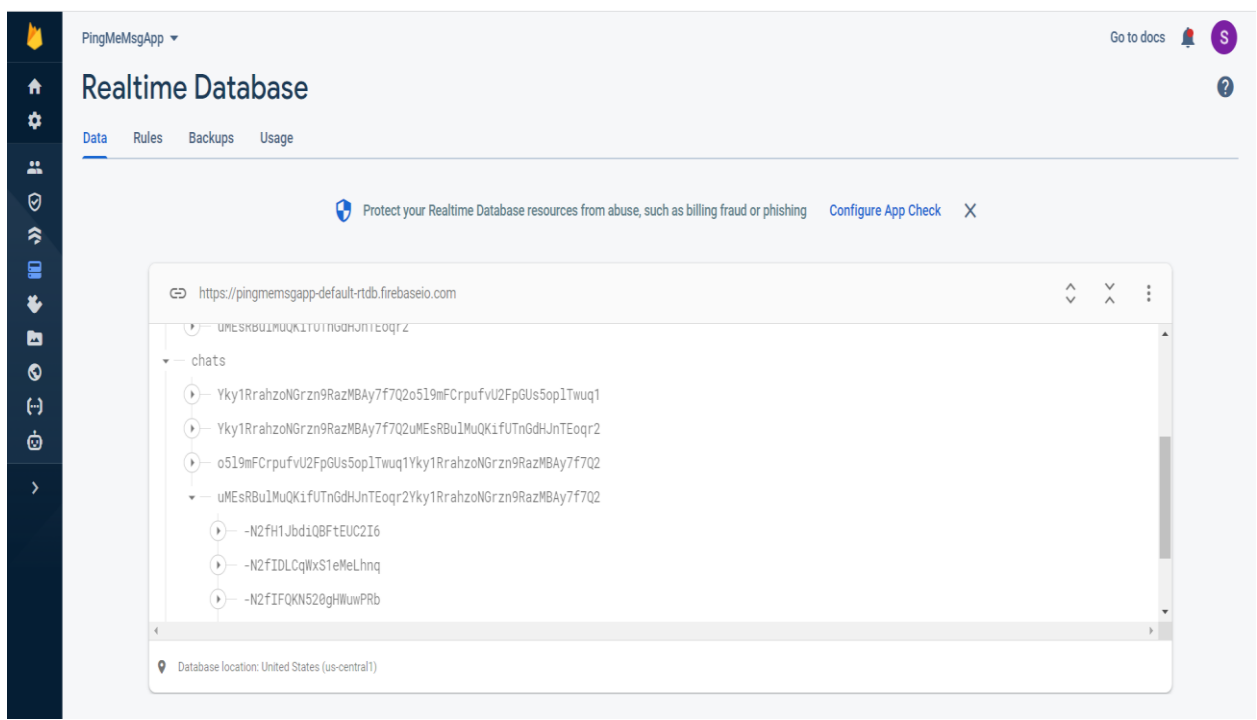 PingMeMsgApp
Go to docs
S
Realtime Database
?
Data Rules Backups Usage
Protect your Realtime Database resources from abuse, such as billing fraud or phishing Configure App Check
https://pingmemsgapp-default-rtdb.firebaseio.com
uMEsRBulMuQKifUTnGdHJnTEoqr2
chats
Yky1RrahzoNGrzn9RazMBAy7f7Q2o5l9mFCrpufvU2FpGUs5oplTwuq1
Yky1RrahzoNGrzn9RazMBAy7f7Q2uMEsRBulMuQKifUTnGdHJnTEoqr2
o5l9mFCrpufvU2FpGUs5oplTwuq1Yky1RrahzoNGrzn9RazMBAy7f7Q2
uMEsRBulMuQKifUTnGdHJnTEoqr2Yky1RrahzoNGrzn9RazMBAy7f7Q2
-N2fH1JbdiQBFtEUC2I6
-N2fIDLCqWxS1eMeLhnq
-N2fIFQKN520gHWuwPRb
Database location: United States (us-central1)